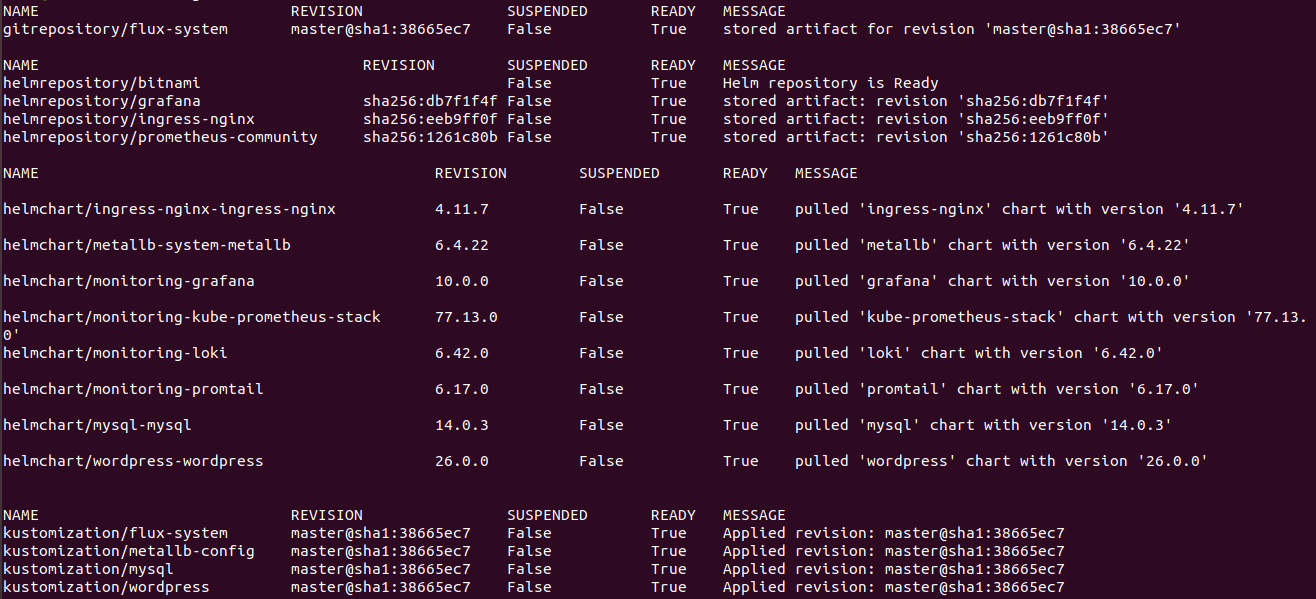 NAME REVISION SUSPENDED READY MESSAGE
gitrepository/flux-system master@sha1:38665ec7 False True stored artifact for revision 'master@sha1:38665ec7'
NAME REVISION SUSPENDED READY MESSAGE
helmrepository/bitnami False True Helm repository is Ready
helmrepository/grafana sha256:db7f1f4f False True stored artifact: revision 'sha256:db7f1f4f'
helmrepository/ingress-nginx sha256:eeb9ff0f False True stored artifact: revision 'sha256:eeb9ff0f'
helmrepository/prometheus-community sha256:1261c80b False True stored artifact: revision 'sha256:1261c80b'
NAME REVISION SUSPENDED READY MESSAGE
helmchart/ingress-nginx-ingress-nginx 4.11.7 False True pulled 'ingress-nginx' chart with version '4.11.7'
helmchart/metallb-system-metallb 6.4.22 False True pulled 'metallb' chart with version '6.4.22'
helmchart/monitoring-grafana 10.0.0 False True pulled 'grafana' chart with version '10.0.0'
helmchart/monitoring-kube-prometheus-stack 77.13.0 False True pulled 'kube-prometheus-stack' chart with version '77.13.
0'
helmchart/monitoring-loki 6.42.0 False True pulled 'loki' chart with version '6.42.0'
helmchart/monitoring-promtail 6.17.0 False True pulled 'promtail' chart with version '6.17.0'
helmchart/mysql-mysql 14.0.3 False True pulled 'mysql' chart with version '14.0.3'
helmchart/wordpress-wordpress 26.0.0 False True pulled 'wordpress' chart with version '26.0.0'
NAME REVISION SUSPENDED READY MESSAGE
kustomization/flux-system master@sha1:38665ec7 False True Applied revision: master@sha1:38665ec7
kustomization/metallb-config master@sha1:38665ec7 False True Applied revision: master@sha1:38665ec7
kustomization/mysql master@sha1:38665ec7 False True Applied revision: master@sha1:38665ec7
kustomization/wordpress master@sha1:38665ec7 False True Applied revision: master@sha1:38665ec7